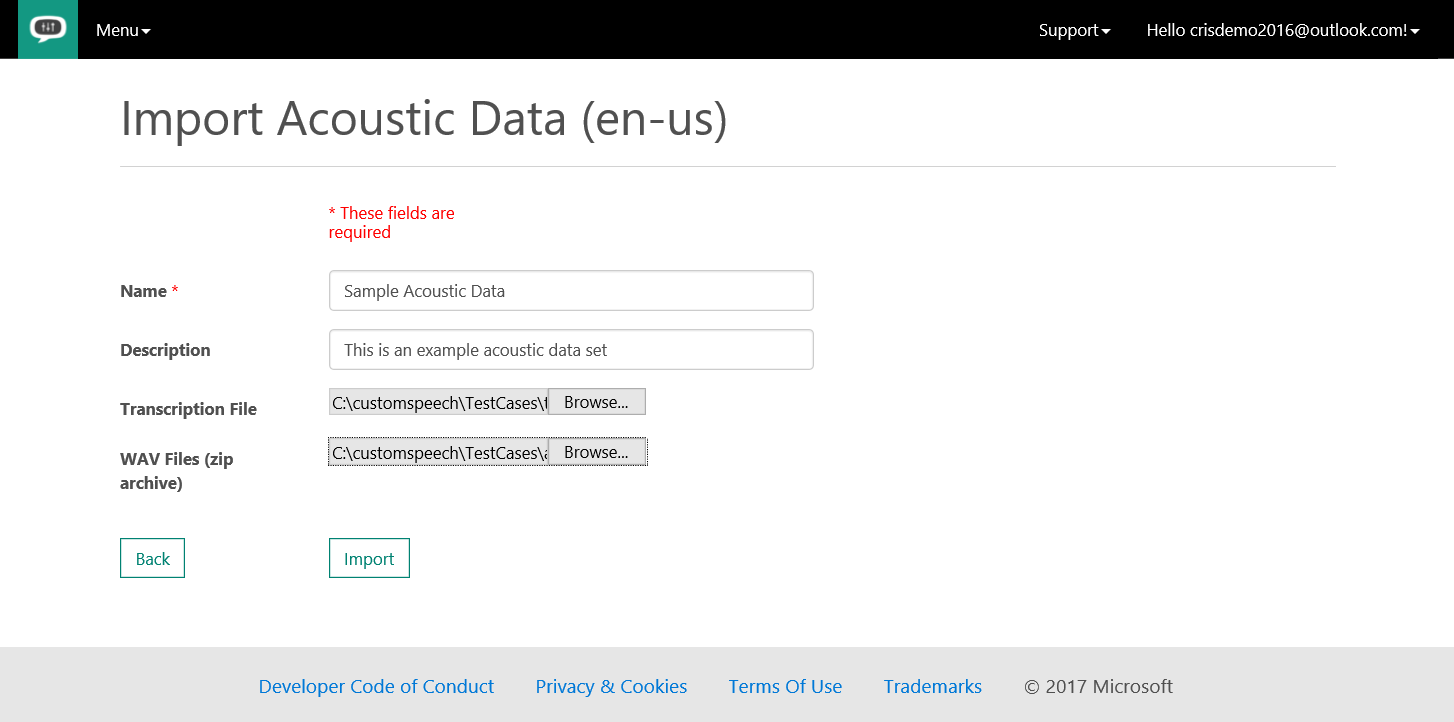 Menu Support Hello crisdemo2016@outlook.com!
Import Acoustic Data (en-us)
* These fields are
required
Name * Sample Acoustic Data
Description This is an example acoustic data set
Transcription File C:\customspeech\TestCases\ Browse...
WAV Files (zip C:\customspeech\TestCases\ Browse...
archive)
Back Import
Developer Code of Conduct Privacy & Cookies Terms Of Use Trademarks © 2017 Microsoft